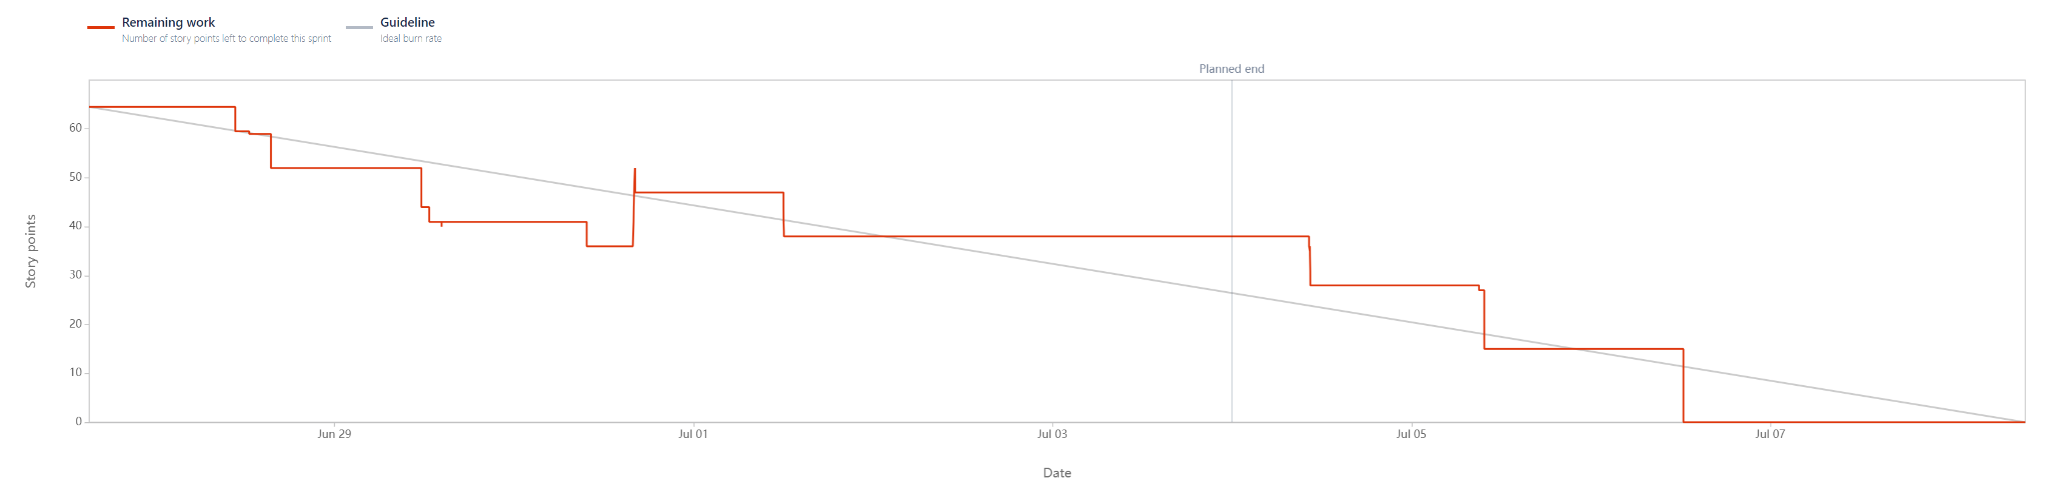 Remaining work
Number of story points left to complete this sprint
Guideline
Ideal burn rate
Planned end
60
50
40
30
20
10
0
Story points
Jun 29
Jul 01
Jul 03
Jul 05
Jul 07
Date